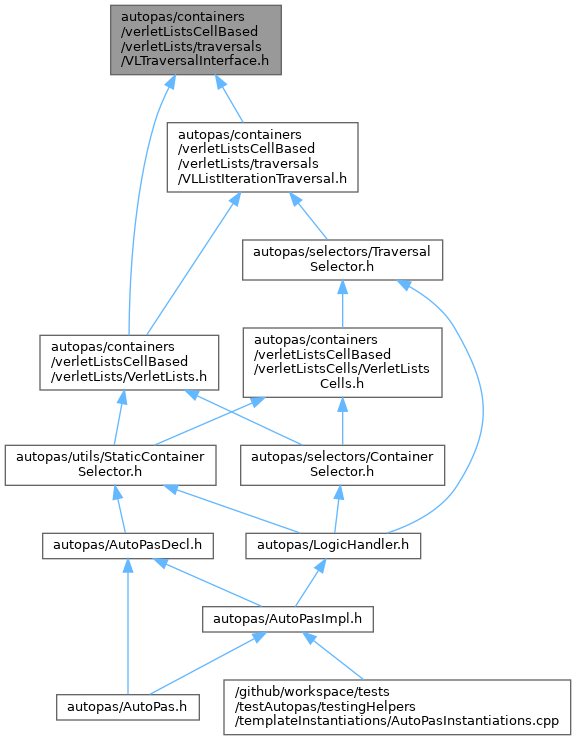 autopas/containers
/verletListsCellBased
/verletLists/traversals
/VLTraversalInterface.h
autopas/containers
/verletListsCellBased
/verletLists/traversals
/VLListIterationTraversal.h
autopas/selectors/Traversal
Selector.h
autopas/containers
/verletListsCellBased
/verletLists/VerletLists.h
autopas/containers
/verletListsCellBased
/verletListsCells/VerletLists
Cells.h
autopas/utils/StaticContainer
Selector.h
autopas/selectors/Container
Selector.h
autopas/AutoPasDecl.h
autopas/LogicHandler.h
autopas/AutoPasImpl.h
autopas/AutoPas.h
/github/workspace/tests
/testAutopas/testingHelpers
/templateInstantiations/AutoPasInstantiations.cpp